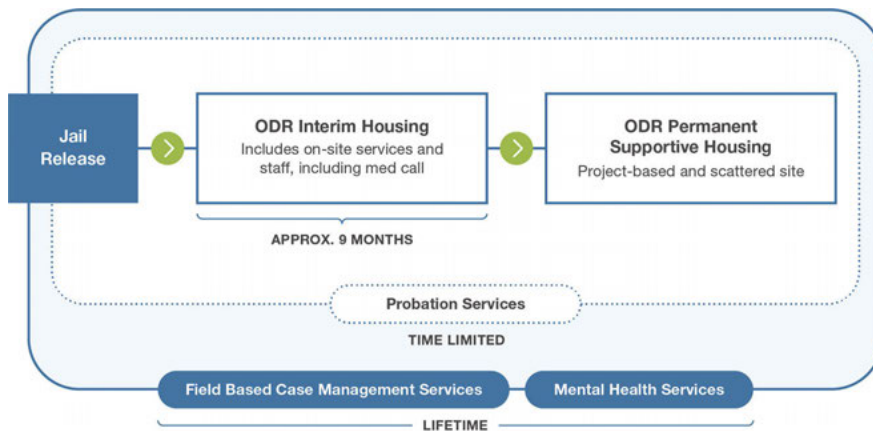 Jail
Release
ODR Interim Housing
Includes on-site services and
staff, including med call
ODR Permanent
Supportive Housing
Project-based and scattered site
APPROX. 9 MONTHS
Probation Services
TIME LIMITED
Field Based Case Management Services
Mental Health Services
LIFETIME